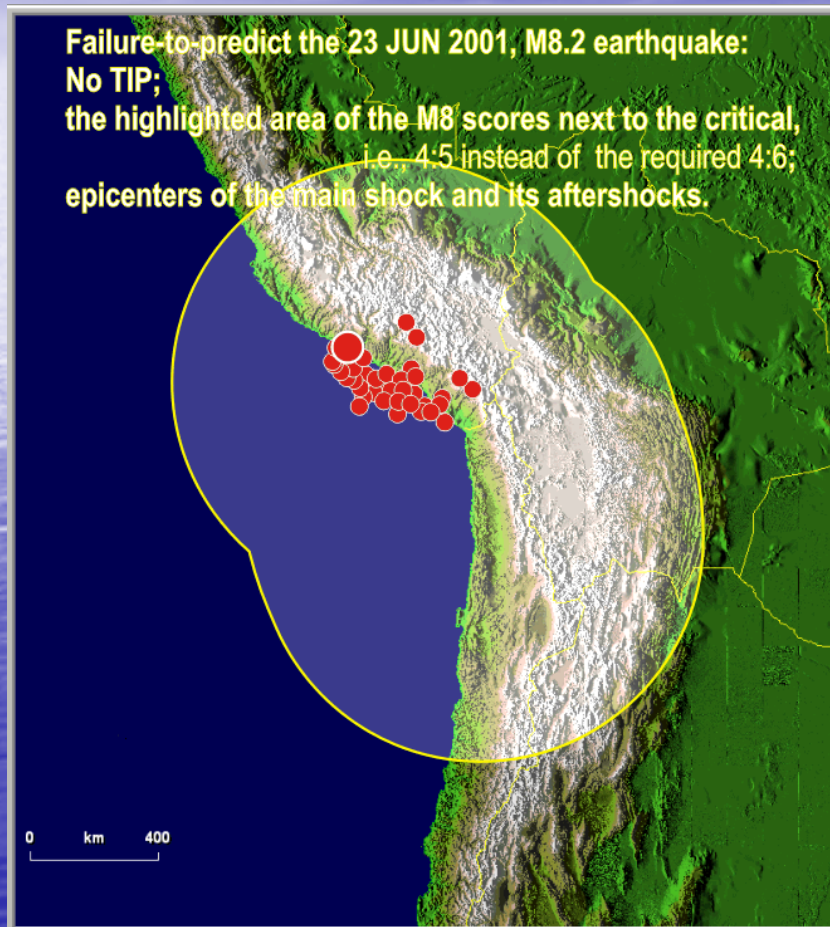 Failure-to-predict the 23 JUN 2001, M8.2 earthquake:
No TIP;
the highlighted area of the M8 scores next to the critical,
i.e., 4:5 instead of the required 4:6;
epicenters of the main shock and its aftershocks.
0 km 400